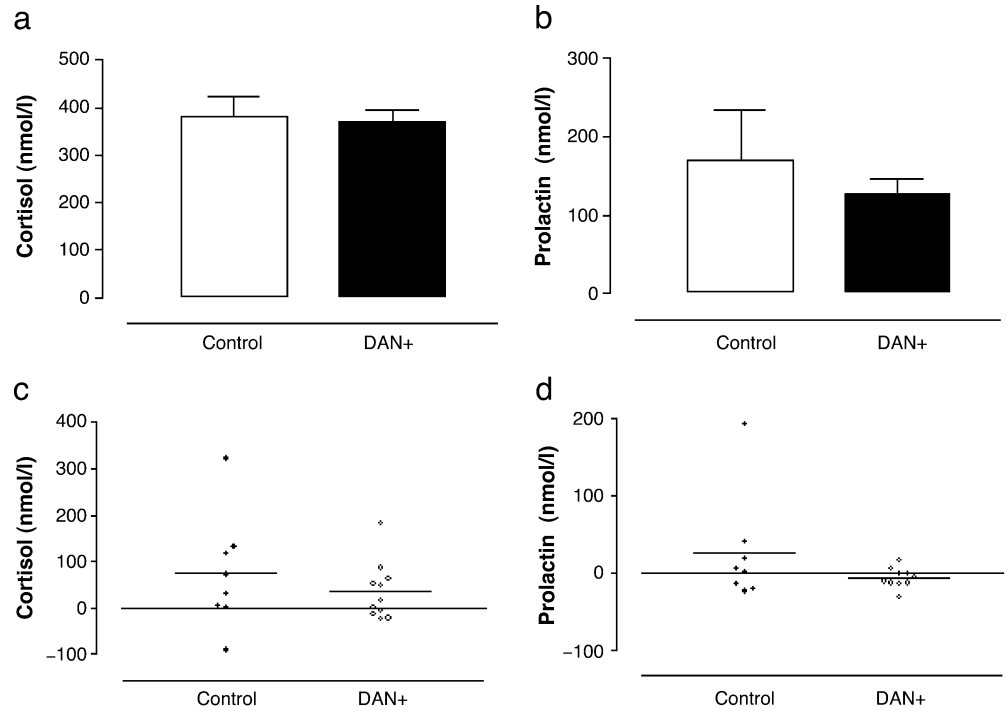 a
Cortisol (nmol/l)
500
400
300
200
100
0
Control
DAN+
b
Prolactin (nmol/l)
300
200
100
0
Control
DAN+
c
Cortisol (nmol/l)
400
300
200
100
0
−100
Control
DAN+
d
Prolactin (nmol/l)
200
100
0
−100
Control
DAN+